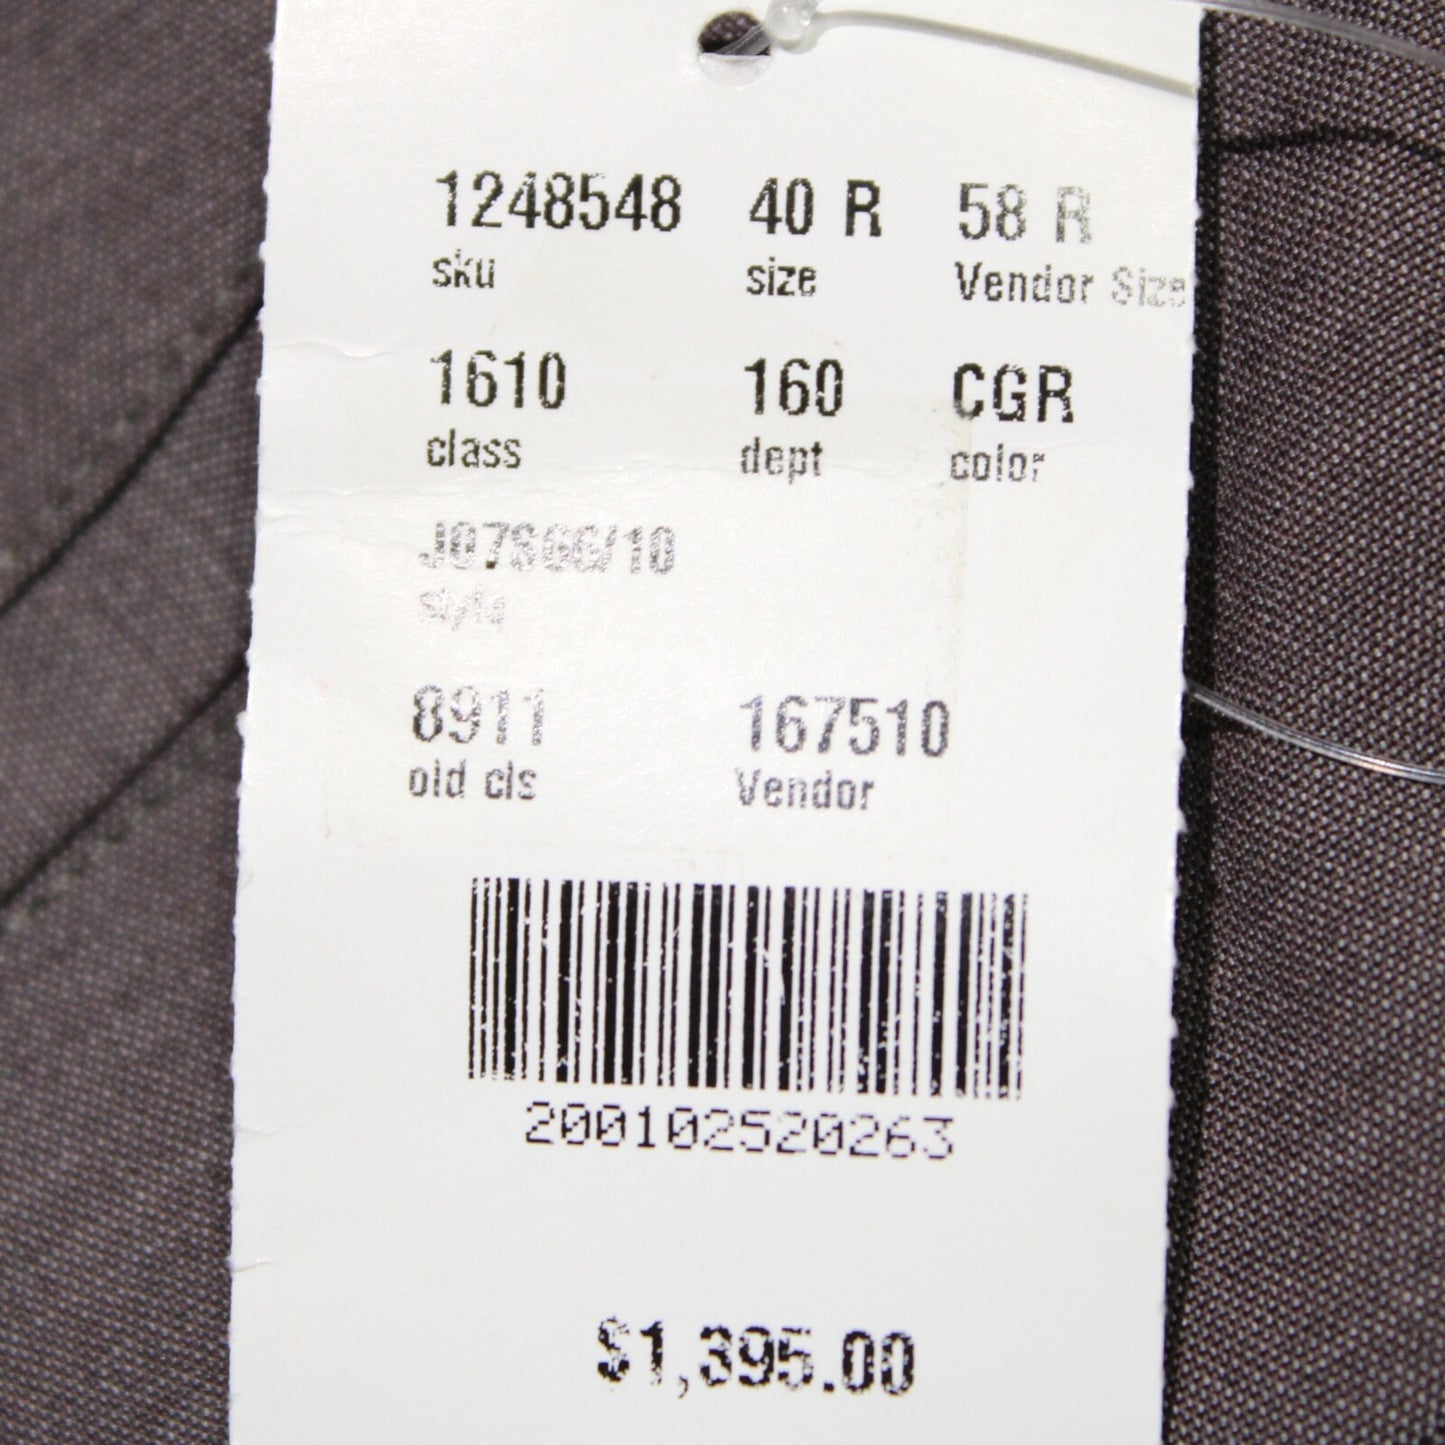 1248548 40 R 58 R
sku size Vendor Size
1610 160 CGR
class dept color
style
8911 167510
old cls Vendor
200102520263
$1,395.00